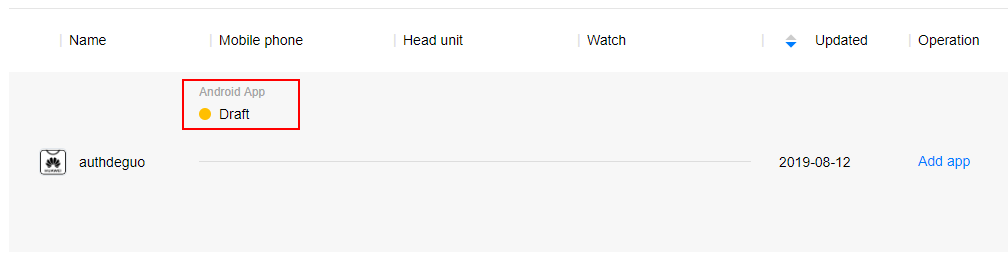 Name Mobile phone Head unit Watch Updated Operation
Android App
Draft
HUAWEI
authdeguo 2019-08-12 Add app